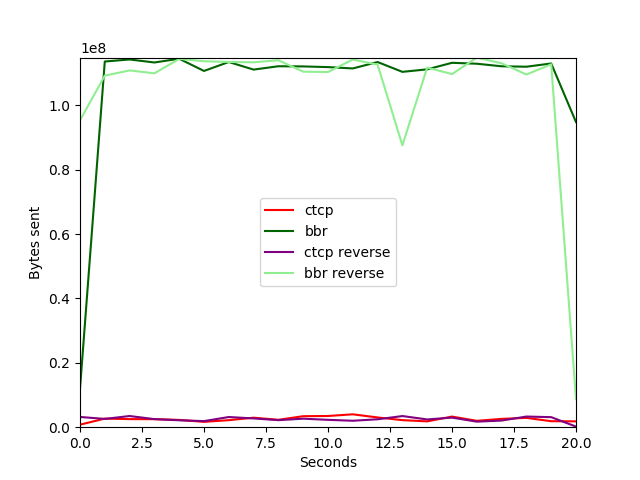 1e8
1.0
0.8
0.6
0.4
0.2
0.0
Bytes sent
ctcp
bbr
ctcp reverse
bbr reverse
0.0 2.5 5.0 7.5 10.0 12.5 15.0 17.5 20.0
Seconds